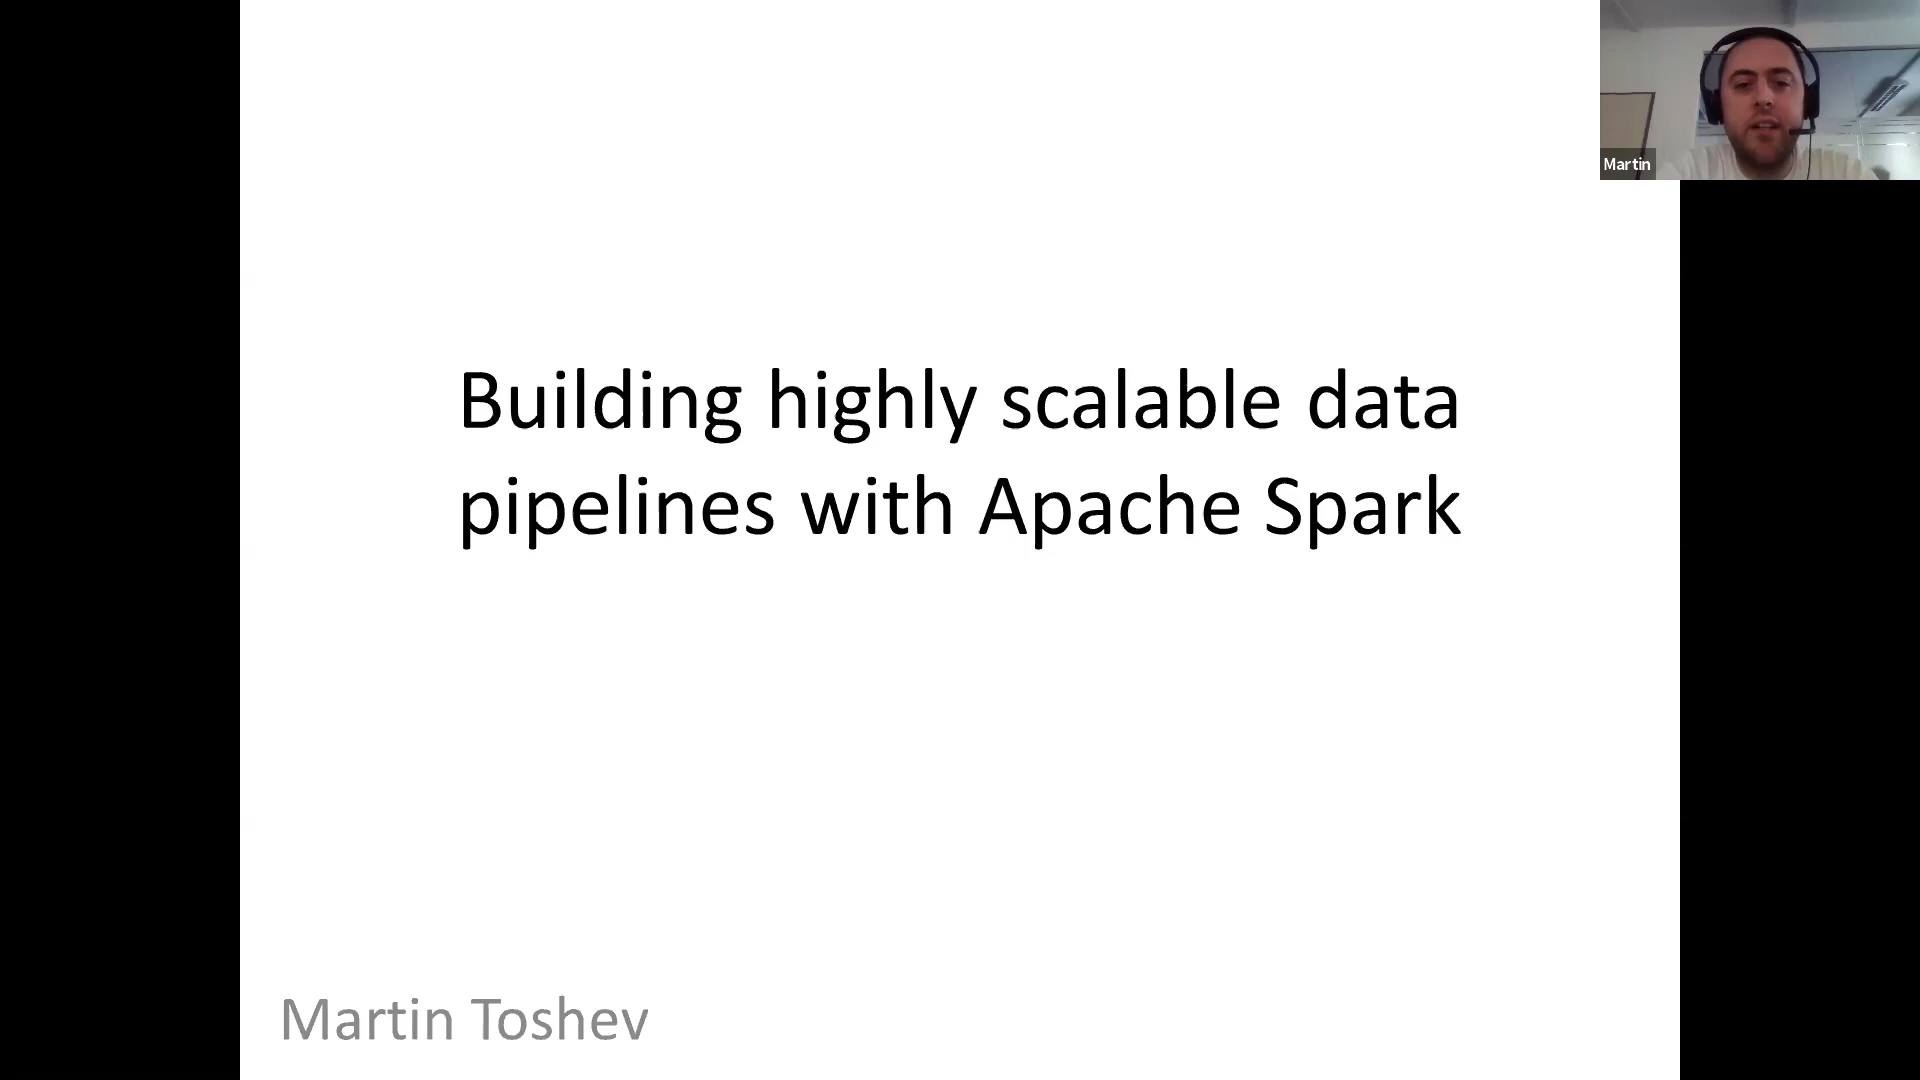 Martin
Building highly scalable data
pipelines with Apache Spark
Martin Toshev